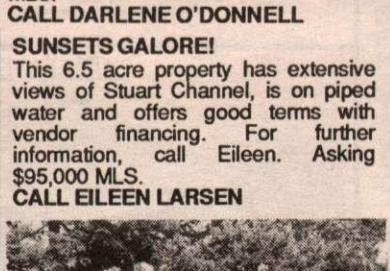 CALL DARLENE O'DONNELL
SUNSETS GALORE!
This 6.5 acre property has extensive
views of Stuart Channel, is on piped
water and offers good terms with
vendor financing. For further
information, call Eileen. Asking
$95,000 MLS.
CALL EILEEN LARSEN